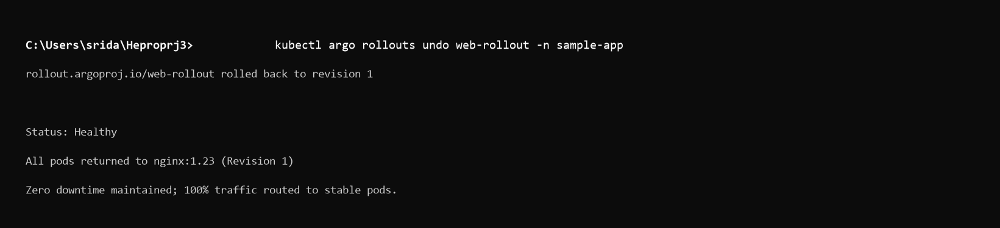 C:\Users\srida\Heproprj3> kubectl argo rollouts undo web-rollout -n sample-app
rollout.argoproj.io/web-rollout rolled back to revision 1
Status: Healthy
All pods returned to nginx:1.23 (Revision 1)
Zero downtime maintained; 100% traffic routed to stable pods.